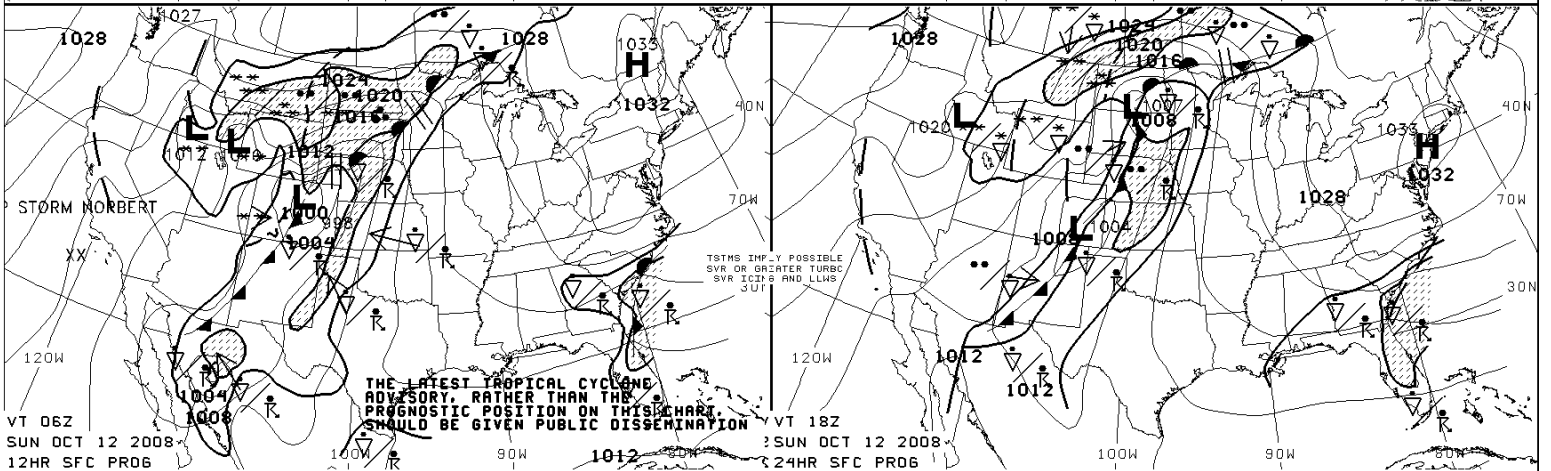 1027
1028
1028
1033
H
1032
1024
1020
1016
L
L
1012
1012
40N
L
1000
998
1004
STORM NORBERT
XX
70W
TSTMS IMPLY POSSIBLE
SVR OR GREATER TURBC
SVR ICING AND LLWS
120W
1004
1008
THE LATEST TROPICAL CYCLONE
ADVISORY, RATHER THAN THE
PROGNOSTIC POSITION ON THIS CHART,
SHOULD BE GIVEN PUBLIC DISSEMINATION
VT 06Z
SUN OCT 12 2008
12HR SFC PROG
100W
90W
1012
1028
1024
1020
1016
L
1020
L
1007
1008
40N
1039
H
1032
1028
70W
L
1004
1008
30N
120W
1012
1012
VT 18Z
SUN OCT 12 2008
24HR SFC PROG
100W
90W
80W